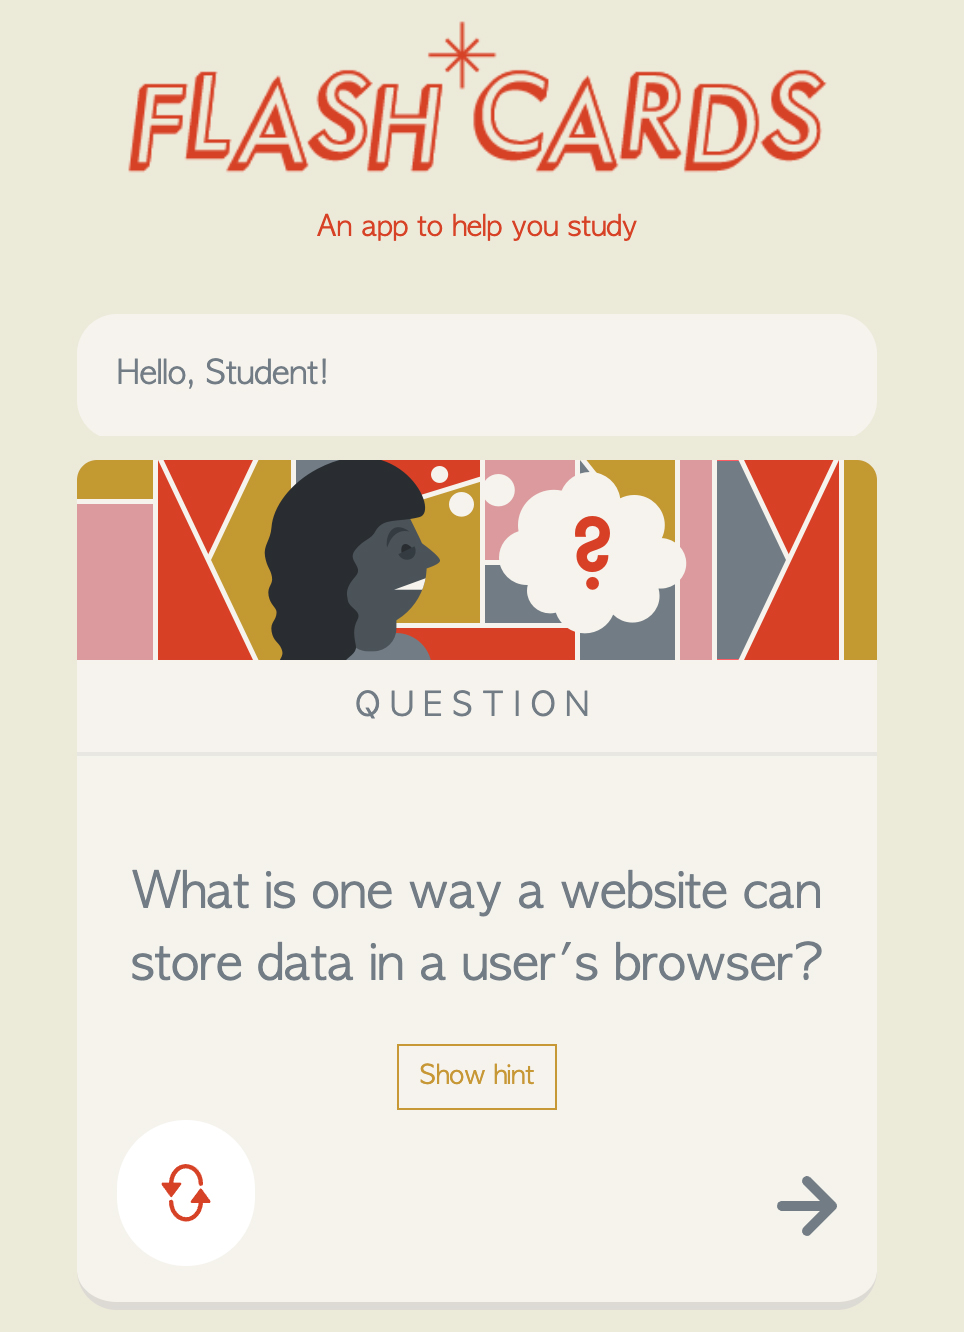 FLASH CARDS
An app to help you study
Hello, Student!
?
QUESTION
What is one way a website can
store data in a user's browser?
Show hint